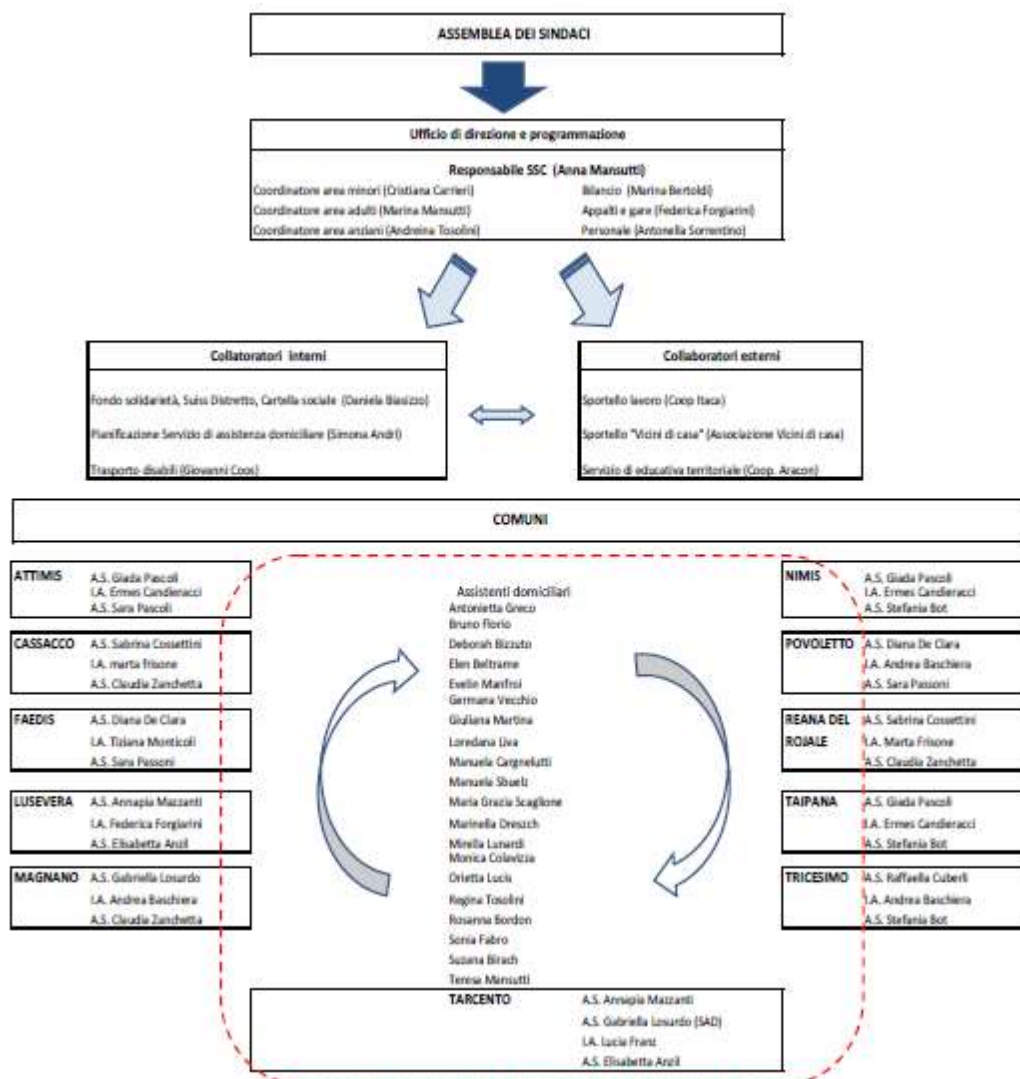 ASSEMBLEA DEI SINDACI
Ufficio di direzione e programmazione
Responsabile SSC (Anna Mansutti)
Coordinatore area minori (Cristiana Carrieri)
Bilancio (Marina Bertoldi)
Coordinatore area adulti (Marina Mansutti)
Appalti e gare (Federica Forgiarini)
Coordinatore area anziani (Andreina Tosolini)
Personale (Antonella Sorrentino)
Collatoratori interni
Fondo solidarietà, Suiss Distretto, Cartella sociale (Daniela Biasizzo)
Pianificazione Servizio di assistenza domiciliare (Simona Andri)
Trasporto disabili (Giovanni Coos)
Collaboratori esterni
Sportello lavoro (Coop Itaca)
Sportello "Vicini di casa" (Associazione Vicini di casa)
Servizio di educativa territoriale (Coop. Aracon)
COMUNI
ATTIMIS A.S. Giada Pascoli
I.A. Ermes Candieracci
A.S. Sara Pascoli
CASSACCO A.S. Sabrina Cossettini
I.A. marta frisone
A.S. Claudia Zanchetta
FAEDIS A.S. Diana De Clara
I.A. Tiziana Monticoli
A.S. Sara Passoni
LUSEVERA A.S. Annapia Mazzanti
I.A. Federica Forgiarini
A.S. Elisabetta Anzil
MAGNANO A.S. Gabriella Losurdo
I.A. Andrea Baschiera
A.S. Claudia Zanchetta
Assistenti domiciliari
Antonietta Greco
Bruno Florio
Deborah Bizzuto
Elen Beltrame
Evelin Manfroi
Germana Vecchio
Giuliana Martina
Loredana Liva
Manuela Cargnelutti
Manuela Sbuelz
Maria Grazia Scaglione
Marinella Dreszch
Mirella Lunardi
Monica Colavizza
Orietta Lucis
Regina Tosolini
Rosanna Bordon
Sonia Fabro
Suzana Birach
Teresa Mansutti
NIMIS A.S. Giada Pascoli
I.A. Ermes Candieracci
A.S. Stefania Bot
POVOLETTO A.S. Diana De Clara
I.A. Andrea Baschiera
A.S. Sara Passoni
REANA DEL A.S. Sabrina Cossettini
ROJALE I.A. Marta Frisone
A.S. Claudia Zanchetta
TAIPANA A.S. Giada Pascoli
I.A. Ermes Candieracci
A.S. Stefania Bot
TRICESIMO A.S. Raffaella Cuberli
I.A. Andrea Baschiera
A.S. Stefania Bot
TARCENTO A.S. Annapia Mazzanti
A.S. Gabriella Losurdo (SAD)
I.A. Lucia Franz
A.S. Elisabetta Anzil